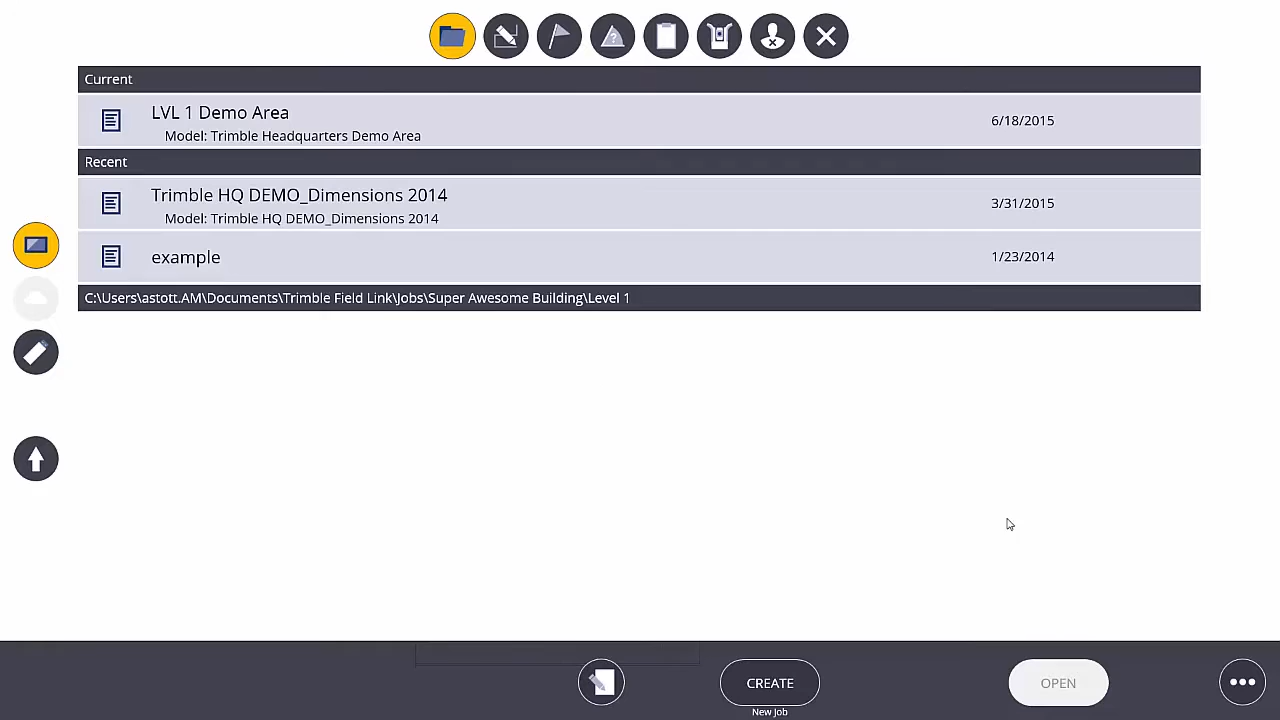 Current
LVL 1 Demo Area
6/18/2015
Model: Trimble Headquarters Demo Area
Recent
Trimble HQ DEMO_Dimensions 2014
3/31/2015
Model: Trimble HQ DEMO_Dimensions 2014
example
1/23/2014
C:\Users\astott.AM\Documents\Trimble Field Link\Jobs\Super Awesome Building\Level 1
CREATE
OPEN
New Job